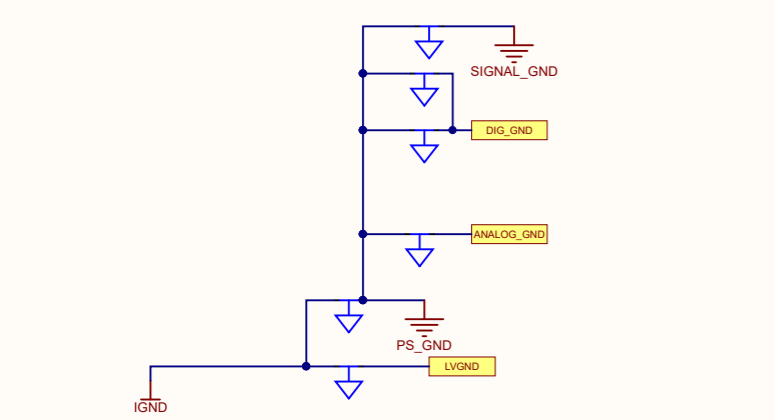 SIGNAL_GND
DIG_GND
ANALOG_GND
PS_GND
LVGND
IGND